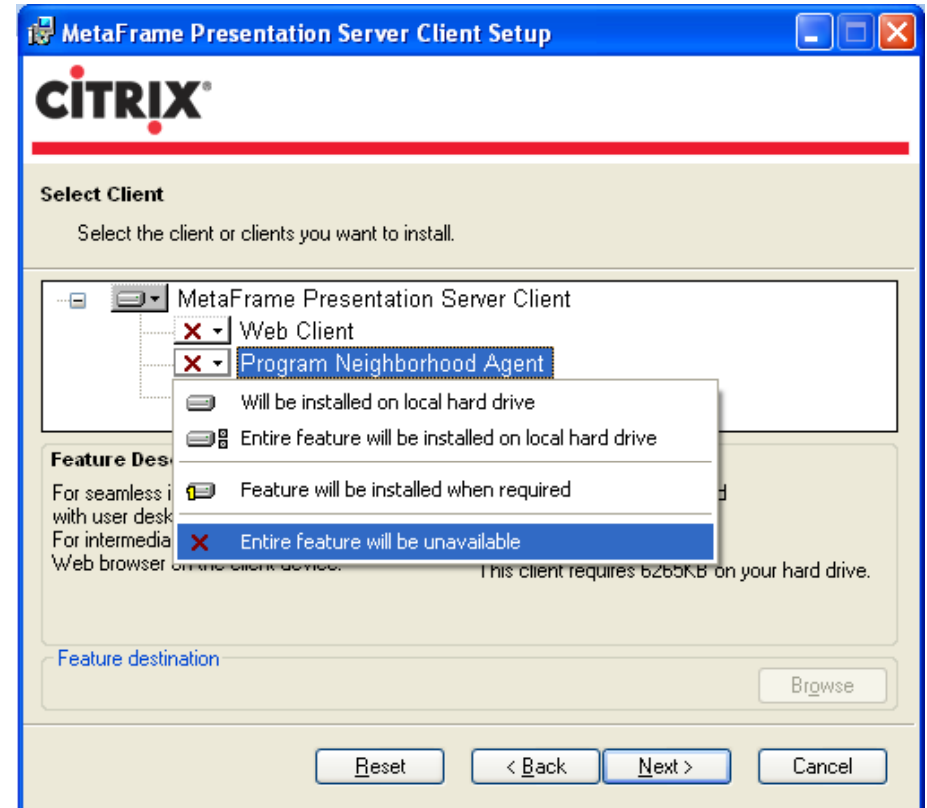 MetaFrame Presentation Server Client Setup
CITRIX®
Select Client
Select the client or clients you want to install.
MetaFrame Presentation Server Client
Web Client
Program Neighborhood Agent
Will be installed on local hard drive
Entire feature will be installed on local hard drive
Feature will be installed when required
Entire feature will be unavailable
Feature
For seamless
with user
For
Web browser
This client requires 6265KB on your hard drive.
Feature destination
Browse
Reset
< Back
Next >
Cancel